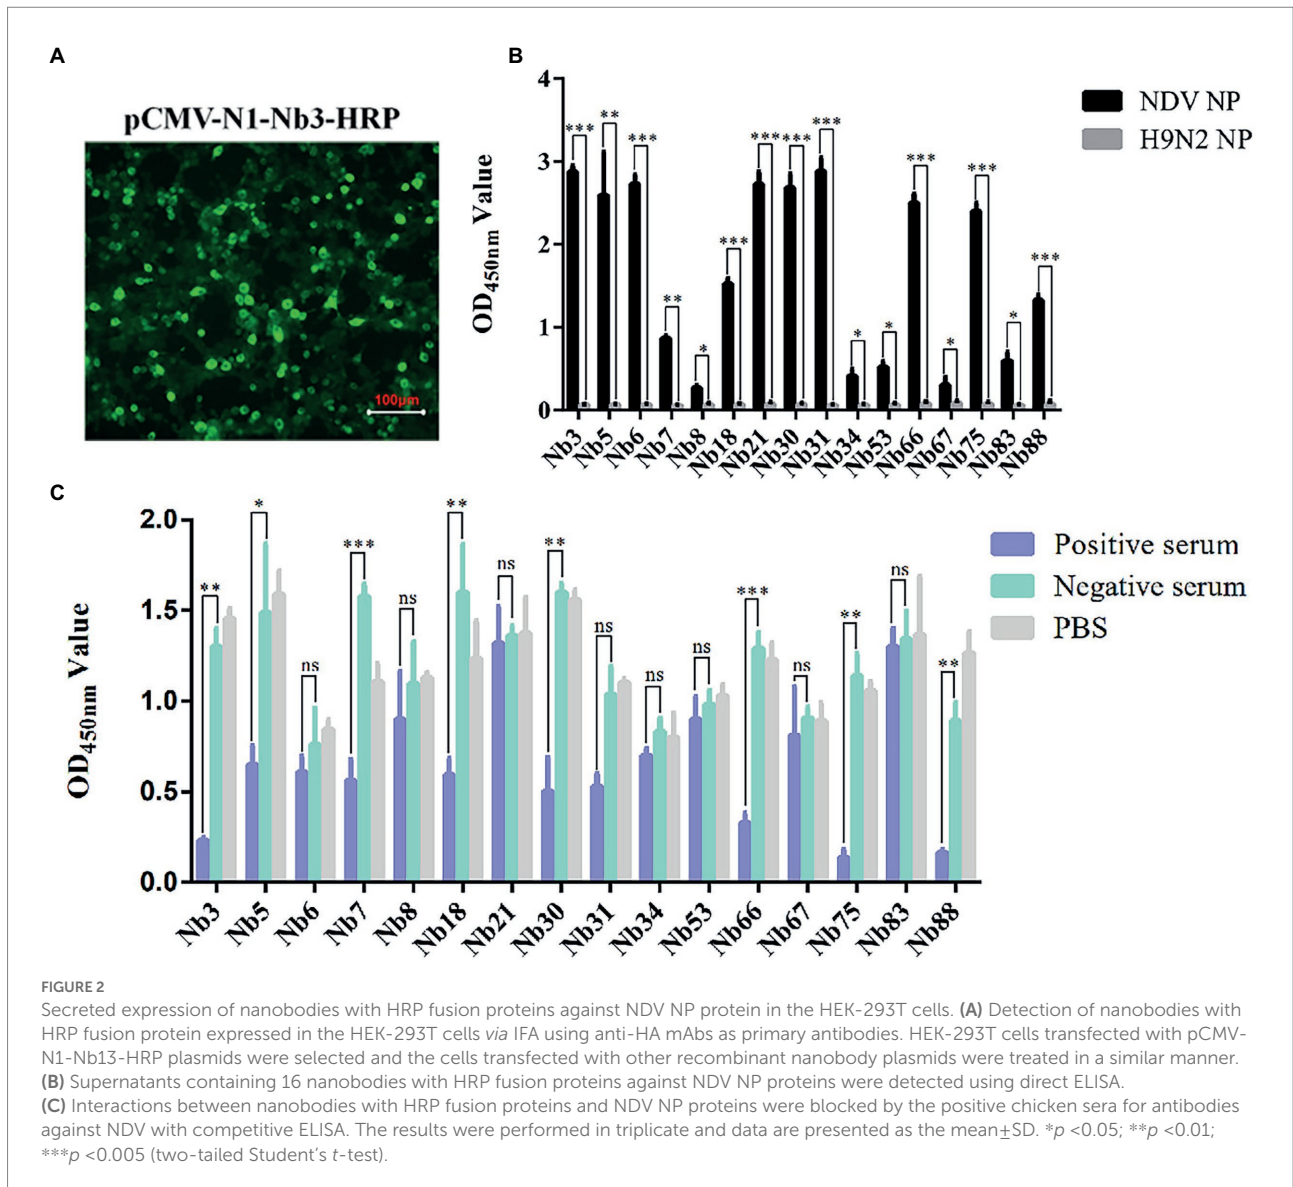 A
pCMV-N1-Nb3-HRP
100μm
B
OD450nm Value
4
3
2
1
0
*** ** *** ** * *** *** *** *** * * *** * *** * ***
NDV NP
H9N2 NP
Nb3 Nb5 Nb6 Nb7 Nb8 Nb18 Nb21 Nb30 Nb31 Nb34 Nb53 Nb66 Nb67 Nb75 Nb83 Nb88
C
OD450nm Value
2.0
1.5
1.0
0.5
0.0
** * ns *** ns ** ns ** ns ns ns *** ns ** ns **
Positive serum
Negative serum
PBS
Nb3 Nb5 Nb6 Nb7 Nb8 Nb18 Nb21 Nb30 Nb31 Nb34 Nb53 Nb66 Nb67 Nb75 Nb83 Nb88
FIGURE 2
Secreted expression of nanobodies with HRP fusion proteins against NDV NP protein in the HEK-293T cells. (A) Detection of nanobodies with
HRP fusion protein expressed in the HEK-293T cells via IFA using anti-HA mAbs as primary antibodies. HEK-293T cells transfected with pCMV-
N1-Nb13-HRP plasmids were selected and the cells transfected with other recombinant nanobody plasmids were treated in a similar manner.
(B) Supernatants containing 16 nanobodies with HRP fusion proteins against NDV NP proteins were detected using direct ELISA.
(C) Interactions between nanobodies with HRP fusion proteins and NDV NP proteins were blocked by the positive chicken sera for antibodies
against NDV with competitive ELISA. The results were performed in triplicate and data are presented as the mean±SD. *p <0.05; **p <0.01;
***p <0.005 (two-tailed Student's t-test).